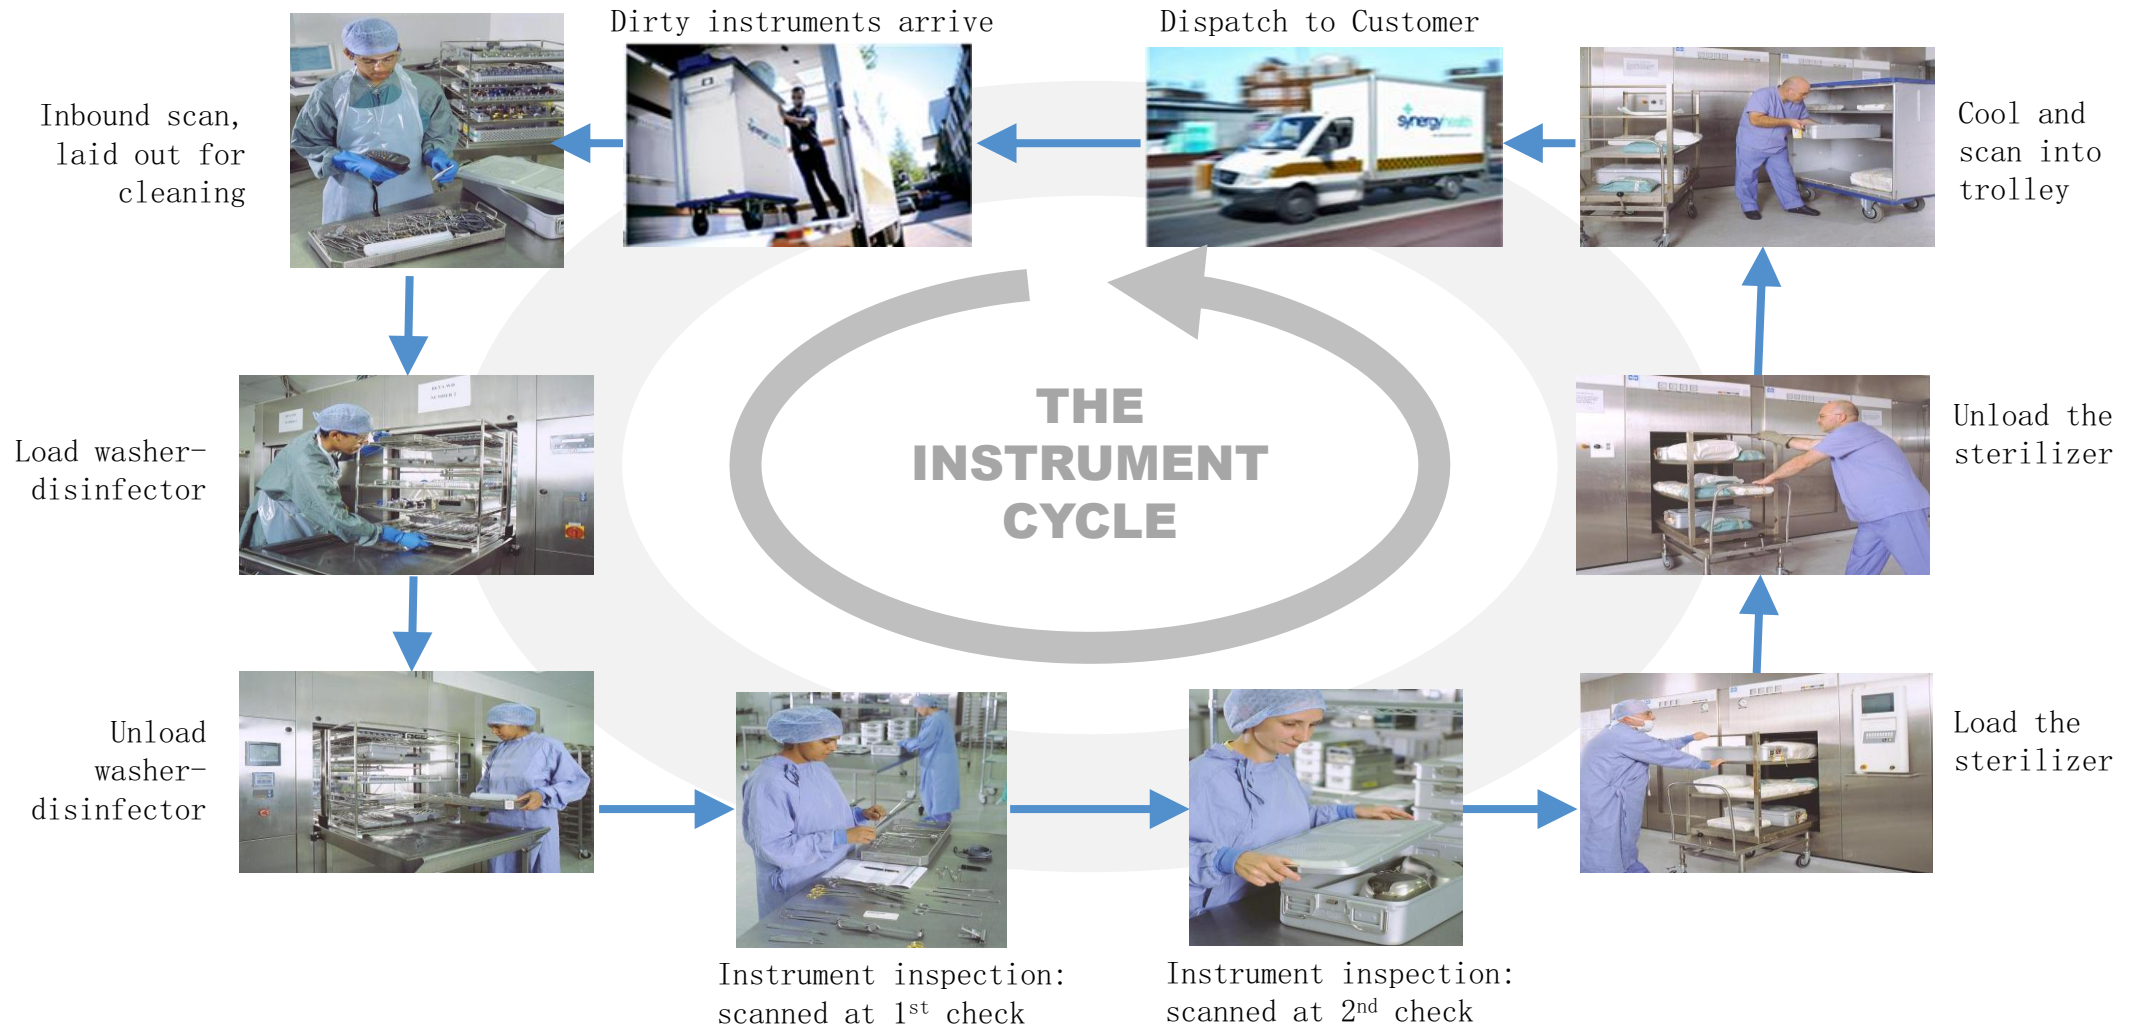 Dirty instruments arrive
Dispatch to Customer
Inbound scan,
laid out for
cleaning
synergyhealth
synergyhealth
Cool and
scan into
trolley
THE
INSTRUMENT
CYCLE
Load washer-
disinfector
Unload the
sterilizer
Unload
washer-
disinfector
Load the
sterilizer
Instrument inspection:
scanned at 1st check
Instrument inspection:
scanned at 2nd check